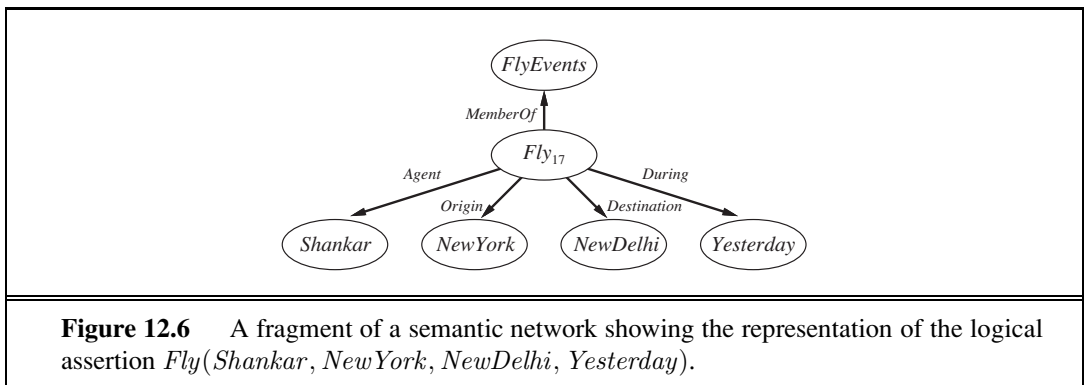 FlyEvents
MemberOf
Fly17
Agent
During
Origin
Destination
Shankar
NewYork
NewDelhi
Yesterday
Figure 12.6 A fragment of a semantic network showing the representation of the logical
assertion Fly(Shankar, NewYork, NewDelhi, Yesterday).